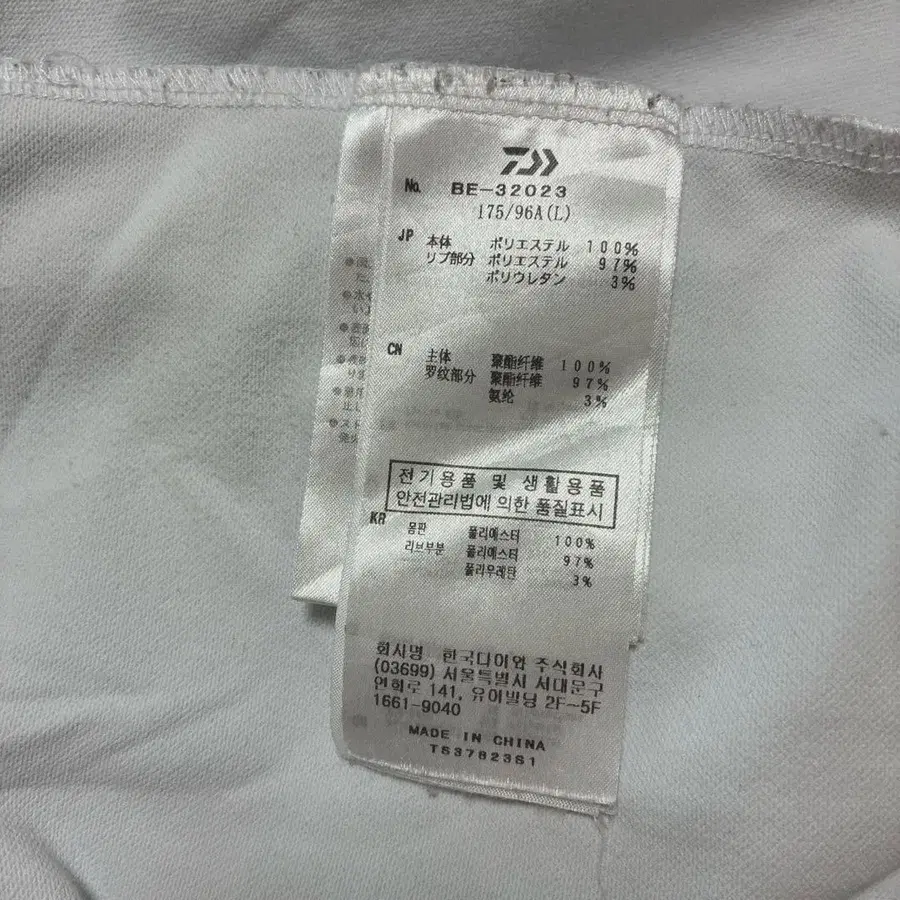 No. BE-32023
175/96A(L)
JP 本体 ポリエステル 100%
リブ部分 ポリエステル 97%
ポリウレタン 3%
CN 主体 聚酯纤维 100%
罗纹部分 聚酯纤维 97%
氨纶 3%
전기용품 및 생활용품
안전관리법에 의한 품질표시
KR 몸판 폴리에스터 100%
리브부분 폴리에스터 97%
폴리우레탄 3%
회사명 한국다이와 주식회사
(03699) 서울특별시 서대문구
연희로 141, 유이빌딩 2F~5F
1661-9040
MADE IN CHINA
TS37823S1